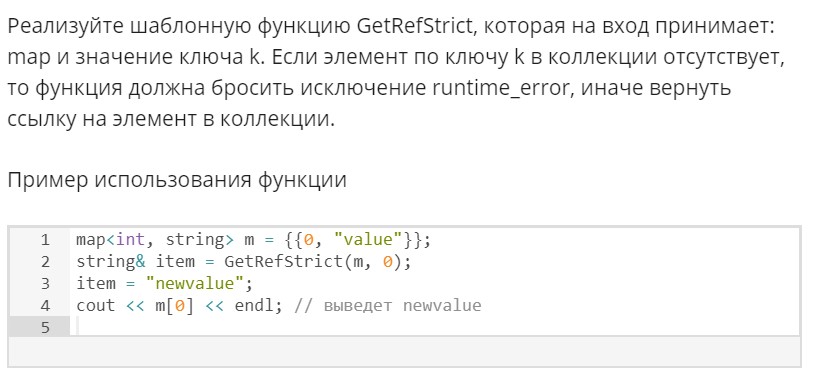 Реализуйте шаблонную функцию GetRefStrict, которая на вход принимает:
map и значение ключа k. Если элемент по ключу k в коллекции отсутствует,
то функция должна бросить исключение runtime_error, иначе вернуть
ссылку на элемент в коллекции.
Пример использования функции
1 map<int, string> m = {{0, "value"}};
2 string& item = GetRefStrict(m, 0);
3 item = "newvalue";
4 cout << m[0] << endl; // выведет newvalue
5